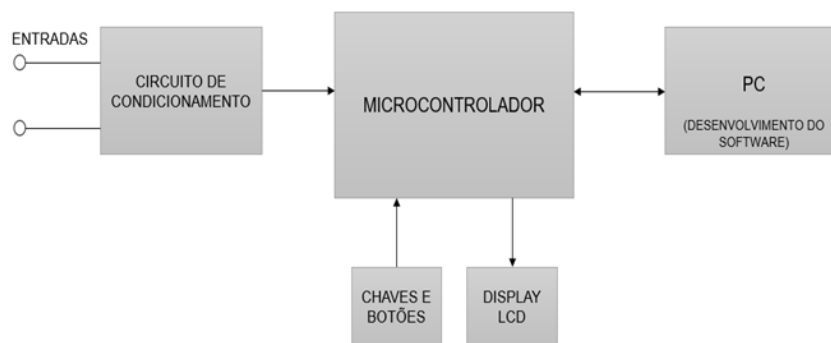 ENTRADAS
CIRCUITO DE
CONDICIONAMENTO
MICROCONTROLADOR
PC
(DESENVOLVIMENTO DO
SOFTWARE)
CHAVES E
BOTÕES
DISPLAY
LCD